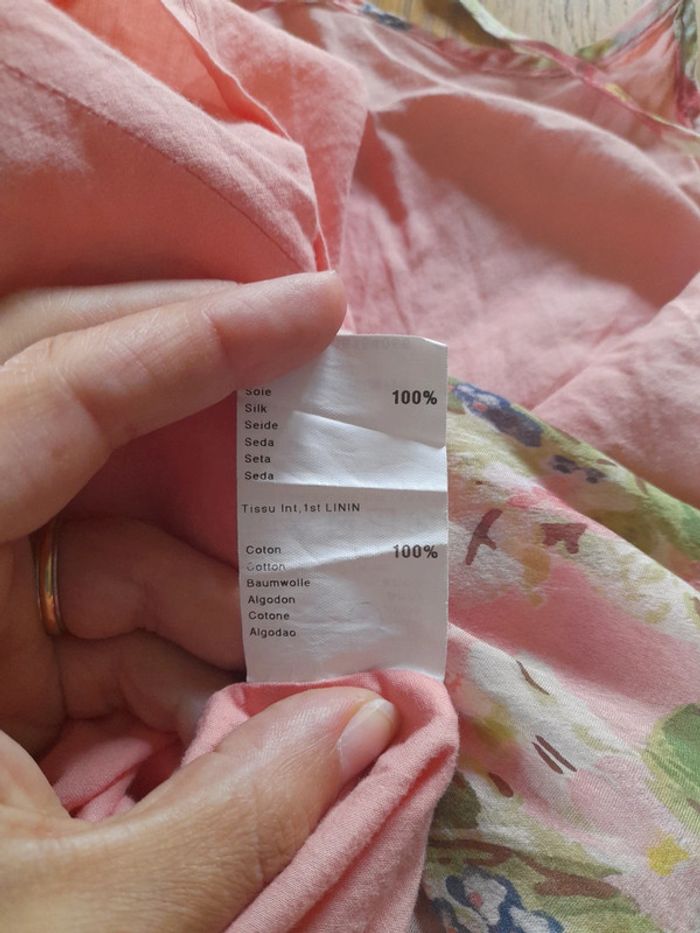 Soie
100%
Silk
Seide
Seda
Seta
Seda
Tissu Int,1st LININ
Coton
100%
Cotton
Baumwolle
Algodon
Cotone
Algodao